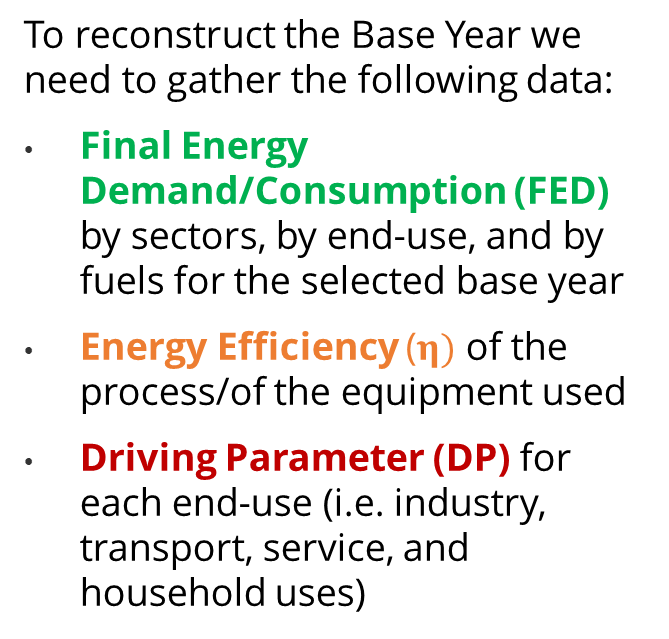 To reconstruct the Base Year we
need to gather the following data:
• Final Energy
Demand/Consumption (FED)
by sectors, by end-use, and by
fuels for the selected base year
• Energy Efficiency (η) of the
process/of the equipment used
• Driving Parameter (DP) for
each end-use (i.e. industry,
transport, service, and
household uses)